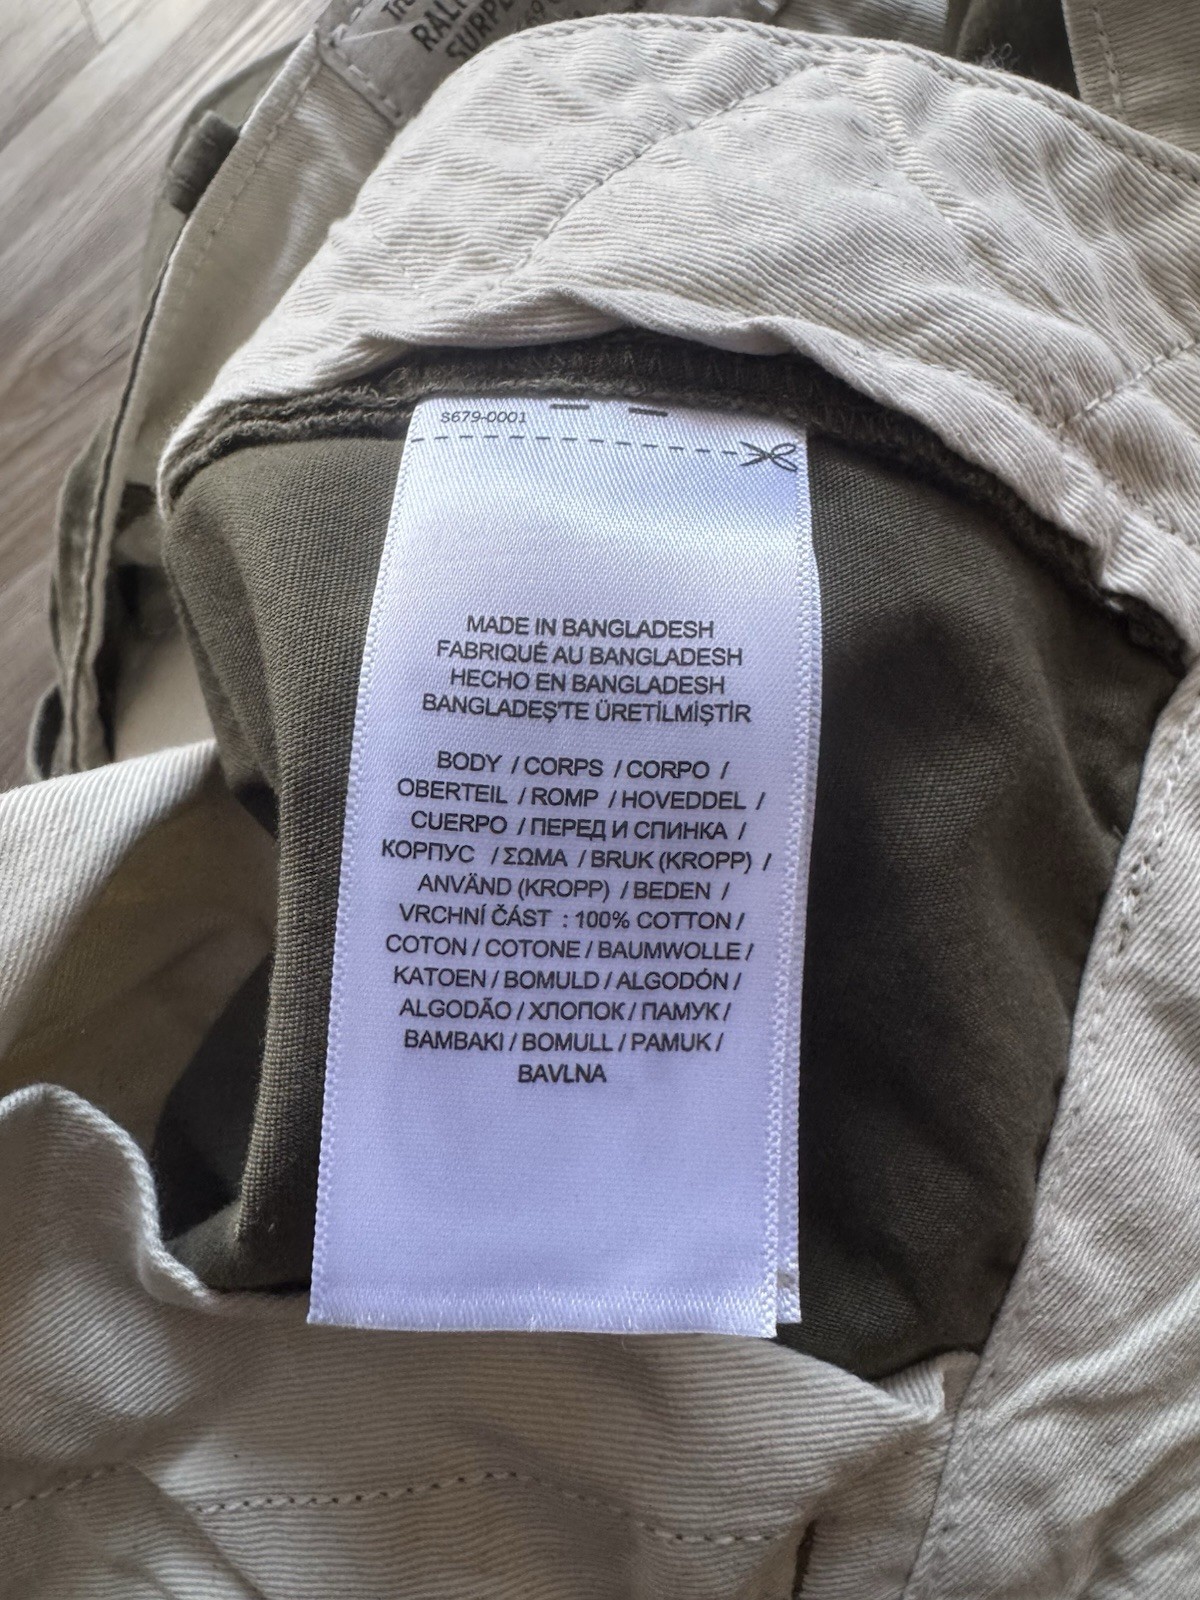 RAL
SURP
S679-0001
MADE IN BANGLADESH
FABRIQUÉ AU BANGLADESH
HECHO EN BANGLADESH
BANGLADEŞ'TE ÜRETİLMİŞTİR
BODY / CORPS / CORPO /
OBERTEIL / ROMP / HOVEDDEL /
CUERPO / ПЕРЕД И СПИНКА /
КОРПУС / ΣΩΜΑ / BRUK (KROPP) /
ANVÄND (KROPP) / BEDEN /
VRCHNÍ ČÁST : 100% COTTON /
COTON / COTONE / BAUMWOLLE /
KATOEN / BOMULD / ALGODÓN /
ALGODÃO / ХЛОПОК / ПАМУК /
BAMBAKI / BOMULL / PAMUK /
BAVLNA